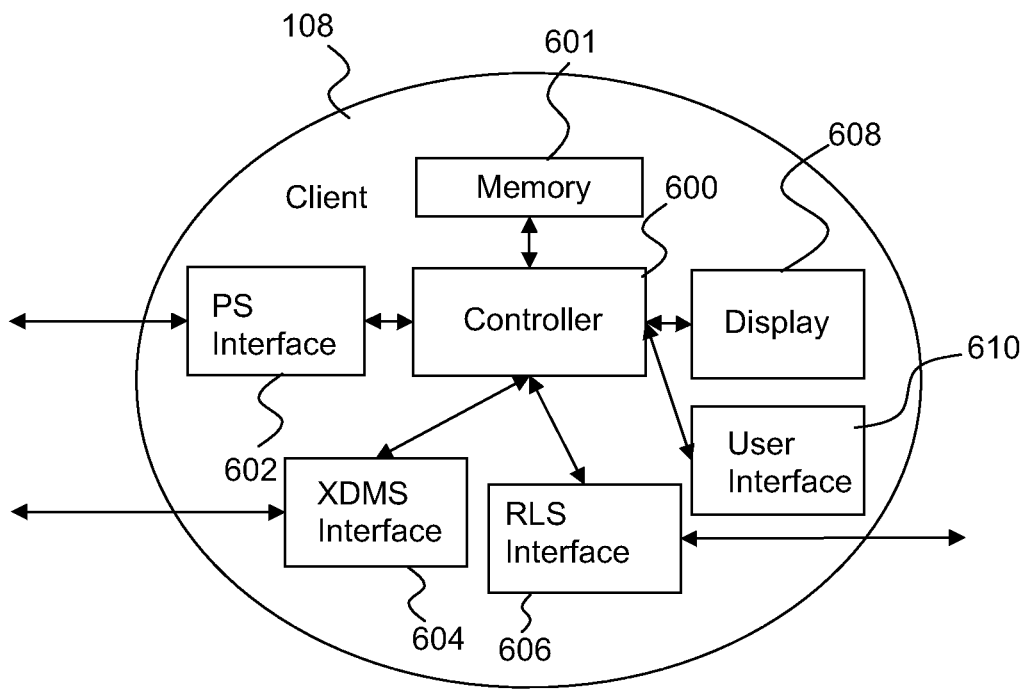 108
601
608
Client
Memory
600
PS
Interface
Controller
Display
610
602
XDMS
Interface
RLS
Interface
User
Interface
604
606